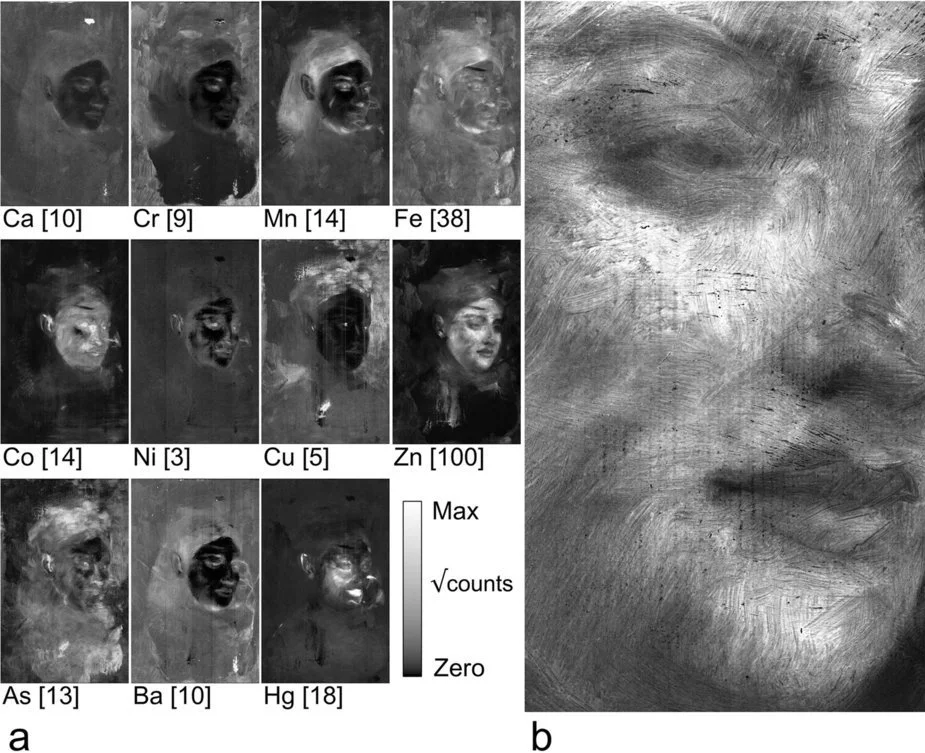 Ca [10] Cr [9] Mn [14] Fe [38]
Co [14] Ni [3] Cu [5] Zn [100]
Max
√counts
Zero
As [13] Ba [10] Hg [18]
a b